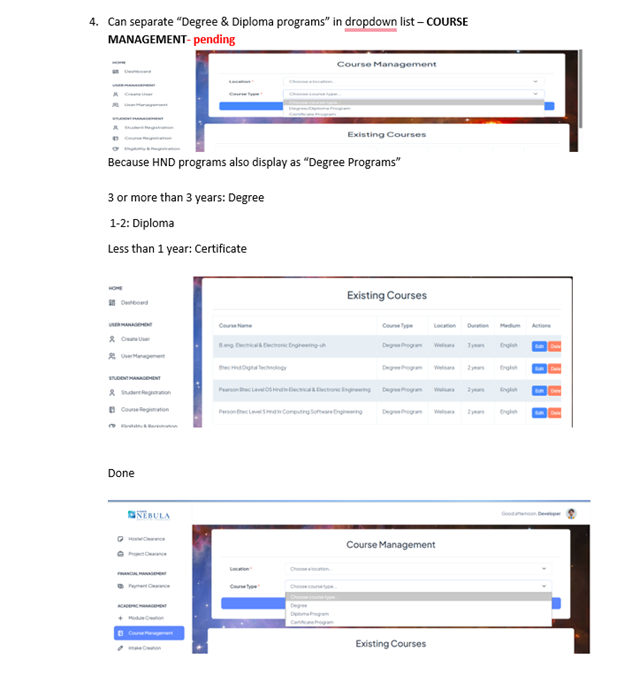 4. Can separate “Degree & Diploma programs” in dropdown list – COURSE
MANAGEMENT- pending
HOME
Dashboard
USER MANAGEMENT
Create User
User Management
STUDENT MANAGEMENT
Student Registration
Course Registration
Eligibility & Registration
Course Management
Location *
Choose a location...
Course Type *
Choose course type...
Choose course type...
Degree/Diploma Program
Certificate Program
Existing Courses
Because HND programs also display as “Degree Programs”
3 or more than 3 years: Degree
1-2: Diploma
Less than 1 year: Certificate
HOME
Dashboard
USER MANAGEMENT
Create User
User Management
STUDENT MANAGEMENT
Student Registration
Course Registration
Eligibility & Registration
Existing Courses
Course Name Course Type Location Duration Medium Actions
B.eng. Electrical & Electronic Engineering-uh Degree Program Welisara 3 years English Edit Dele
Btec Hnd Digital Technology Degree Program Welisara 2 years English Edit Dele
Pearson Btec Level 05 Hnd in Electrical & Electronic Engineering Degree Program Welisara 2 years English Edit Dele
Person Btec Level 5 Hnd In Computing Software Engineering Degree Program Welisara 2 years English Edit Dele
Done
NEBULA
Good afternoon, Developer
Hostel Clearance
Project Clearance
FINANCIAL MANAGEMENT
Payment Clearance
ACADEMIC MANAGEMENT
Module Creation
Course Management
Intake Creation
Course Management
Location *
Choose a location...
Course Type *
Choose course type...
Choose course type...
Degree
Diploma Program
Certificate Program
Existing Courses